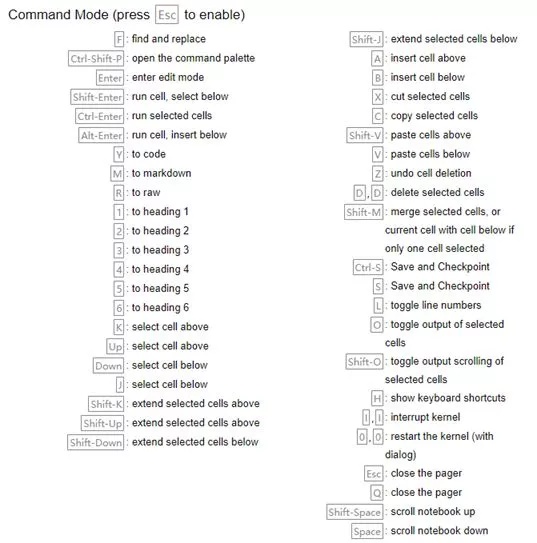 Command Mode (press Esc to enable)
F : find and replace
Ctrl-Shift-P : open the command palette
Enter : enter edit mode
Shift-Enter : run cell, select below
Ctrl-Enter : run selected cells
Alt-Enter : run cell, insert below
Y : to code
M : to markdown
R : to raw
1 : to heading 1
2 : to heading 2
3 : to heading 3
4 : to heading 4
5 : to heading 5
6 : to heading 6
K : select cell above
Up : select cell above
Down : select cell below
J : select cell below
Shift-K : extend selected cells above
Shift-Up : extend selected cells above
Shift-Down : extend selected cells below
Shift-J : extend selected cells below
A : insert cell above
B : insert cell below
X : cut selected cells
C : copy selected cells
Shift-V : paste cells above
V : paste cells below
Z : undo cell deletion
D , D : delete selected cells
Shift-M : merge selected cells, or
current cell with cell below if
only one cell selected
Ctrl-S : Save and Checkpoint
S : Save and Checkpoint
L : toggle line numbers
O : toggle output of selected
cells
Shift-O : toggle output scrolling of
selected cells
H : show keyboard shortcuts
I , I : interrupt kernel
0 , 0 : restart the kernel (with
dialog)
Esc : close the pager
Q : close the pager
Shift-Space : scroll notebook up
Space : scroll notebook down